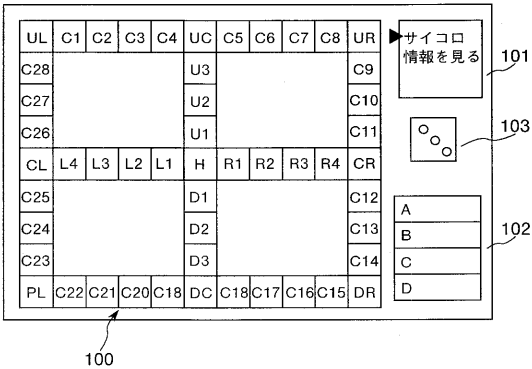 UL C1 C2 C3 C4 UC C5 C6 C7 C8 UR
▶サイコロ
情報を見る
101
C28 U3 C9
C27 U2 C10
C26 U1 C11
103
CL L4 L3 L2 L1 H R1 R2 R3 R4 CR
C25 D1 C12
C24 D2 C13
C23 D3 C14
A
B
C
D
102
PL C22 C21 C20 C18 DC C18 C17 C16 C15 DR
100